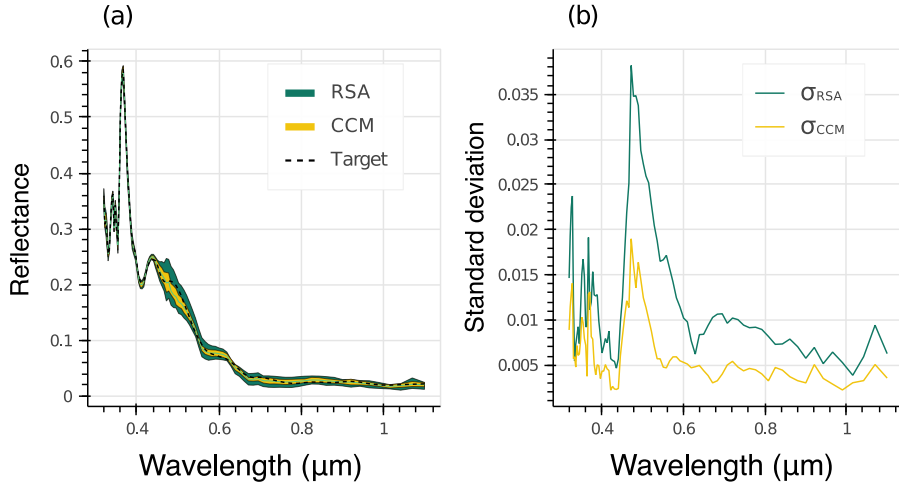 (a)
(b)
Reflectance
0.6
0.5
0.4
0.3
0.2
0.1
0
0.4
0.6
0.8
1
Wavelength (μm)
RSA
CCM
Target
Standard deviation
0.035
0.03
0.025
0.02
0.015
0.01
0.005
0.4
0.6
0.8
1
Wavelength (μm)
σRSA
σCCM